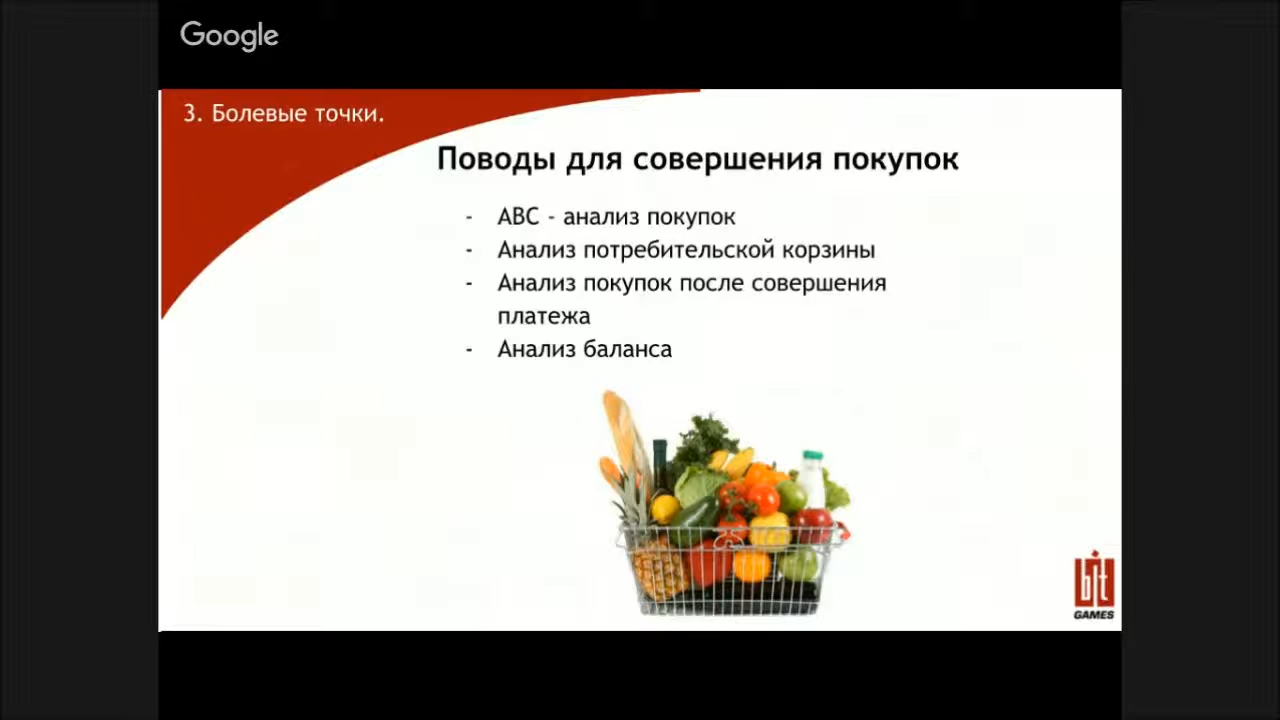 Google
3. Болевые точки.
Поводы для совершения покупок
- ABC - анализ покупок
- Анализ потребительской корзины
- Анализ покупок после совершения
платежа
- Анализ баланса
bit
GAMES